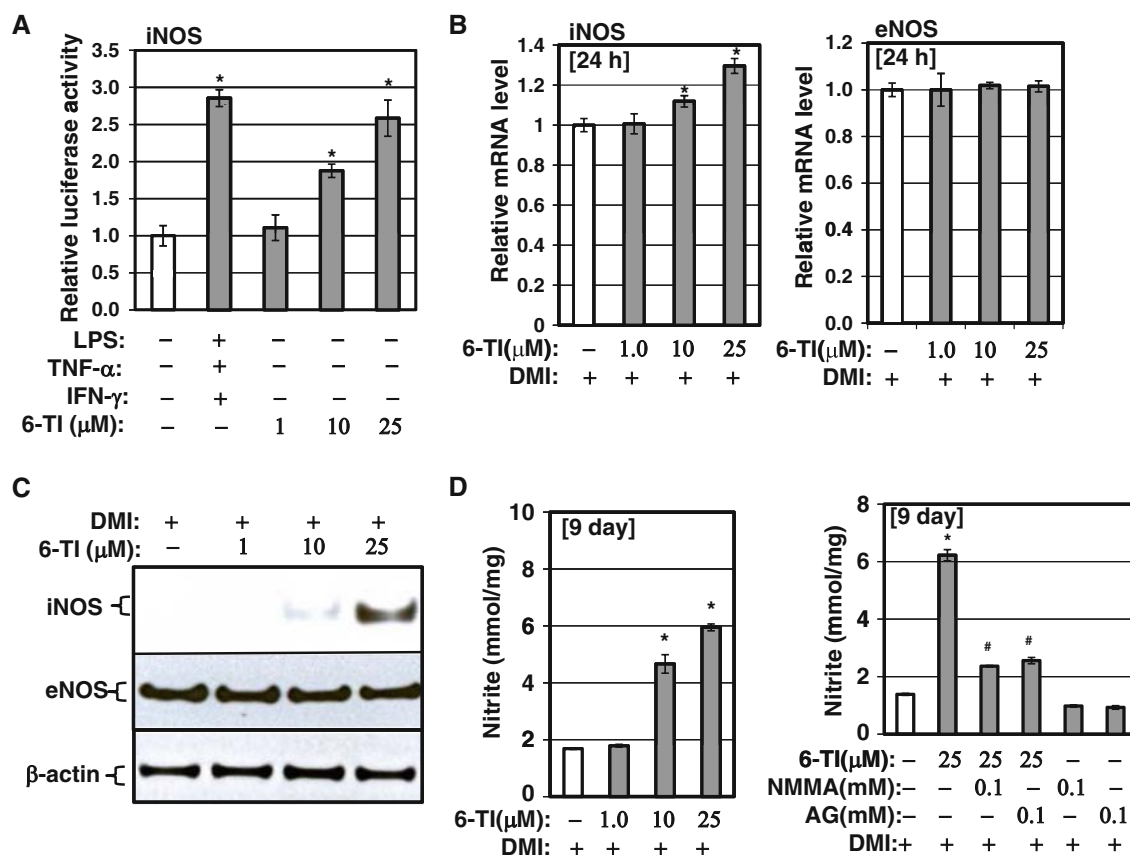 A
iNOS
Relative luciferase activity
3.5
3.0
2.5
2.0
1.5
1.0
0.5
0.0
* * *
LPS: – + – – –
TNF-α: – + – – –
IFN-γ: – + – – –
6-TI (μM): – – 1 10 25
B
iNOS
[24 h]
Relative mRNA level
1.4
1.2
1
0.8
0.6
0.4
0.2
0
* *
6-TI(μM): – 1.0 10 25
DMI: + + + +
eNOS
[24 h]
Relative mRNA level
1.2
1.0
0.8
0.6
0.4
0.2
0.0
6-TI(μM): – 1.0 10 25
DMI: + + + +
C
DMI: + + + +
6-TI (μM): – 1 10 25
iNOS
eNOS
β-actin
D
[9 day]
Nitrite (mmol/mg)
10
8
6
4
2
0
* *
6-TI(μM): – 1.0 10 25
DMI: + + + +
[9 day]
Nitrite (mmol/mg)
8
6
4
2
0
* # #
6-TI(μM): – 25 25 25 – –
NMMA(mM): – – 0.1 – 0.1 –
AG(mM): – – – 0.1 – 0.1
DMI: + + + + + +